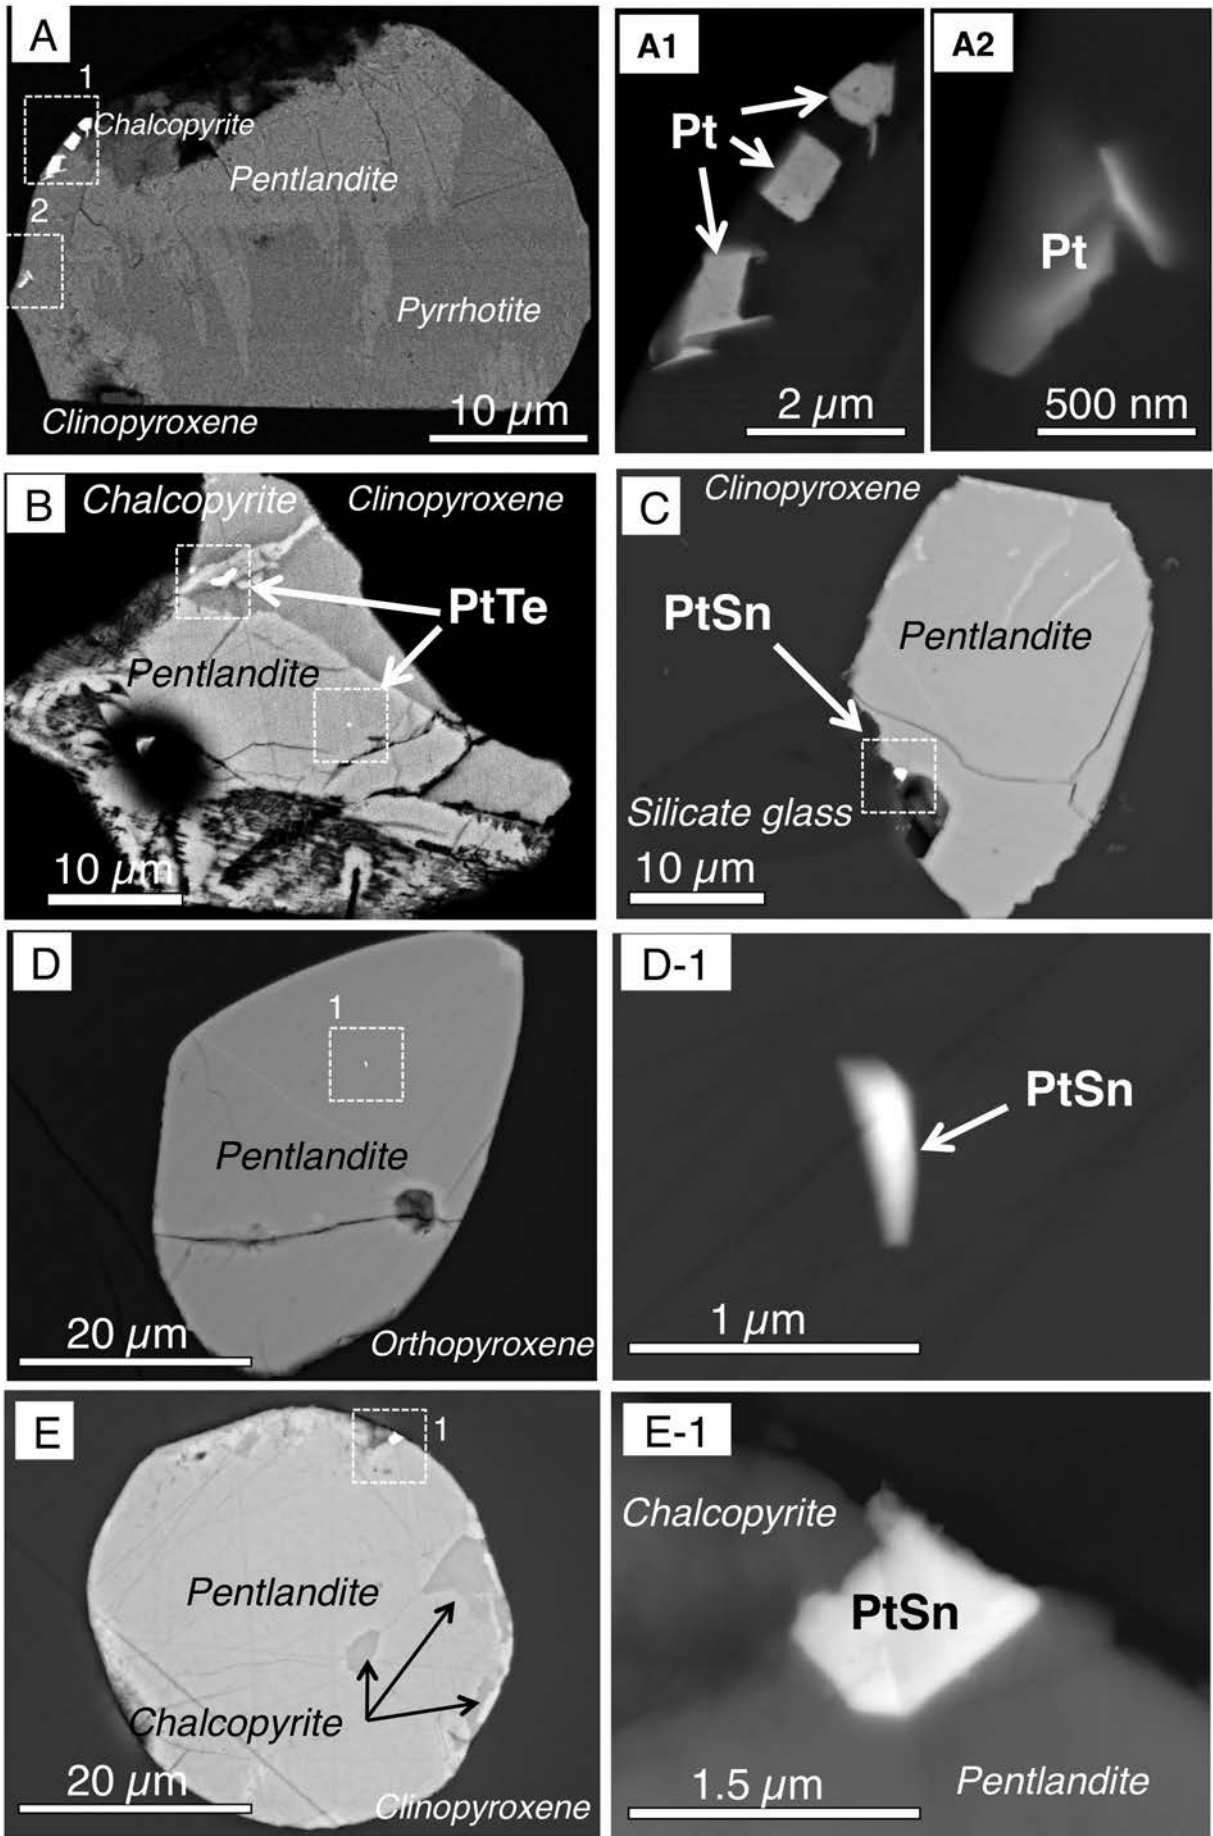 A
1
Chalcopyrite
Pentlandite
2
Pyrrhotite
Clinopyroxene
10 µm
A1
Pt
2 µm
A2
Pt
500 nm
B
Chalcopyrite
Clinopyroxene
PtTe
Pentlandite
10 µm
C
Clinopyroxene
PtSn
Pentlandite
Silicate glass
10 µm
D
1
Pentlandite
20 µm
Orthopyroxene
D-1
PtSn
1 µm
E
1
Pentlandite
Chalcopyrite
20 µm
Clinopyroxene
E-1
Chalcopyrite
PtSn
1.5 µm
Pentlandite